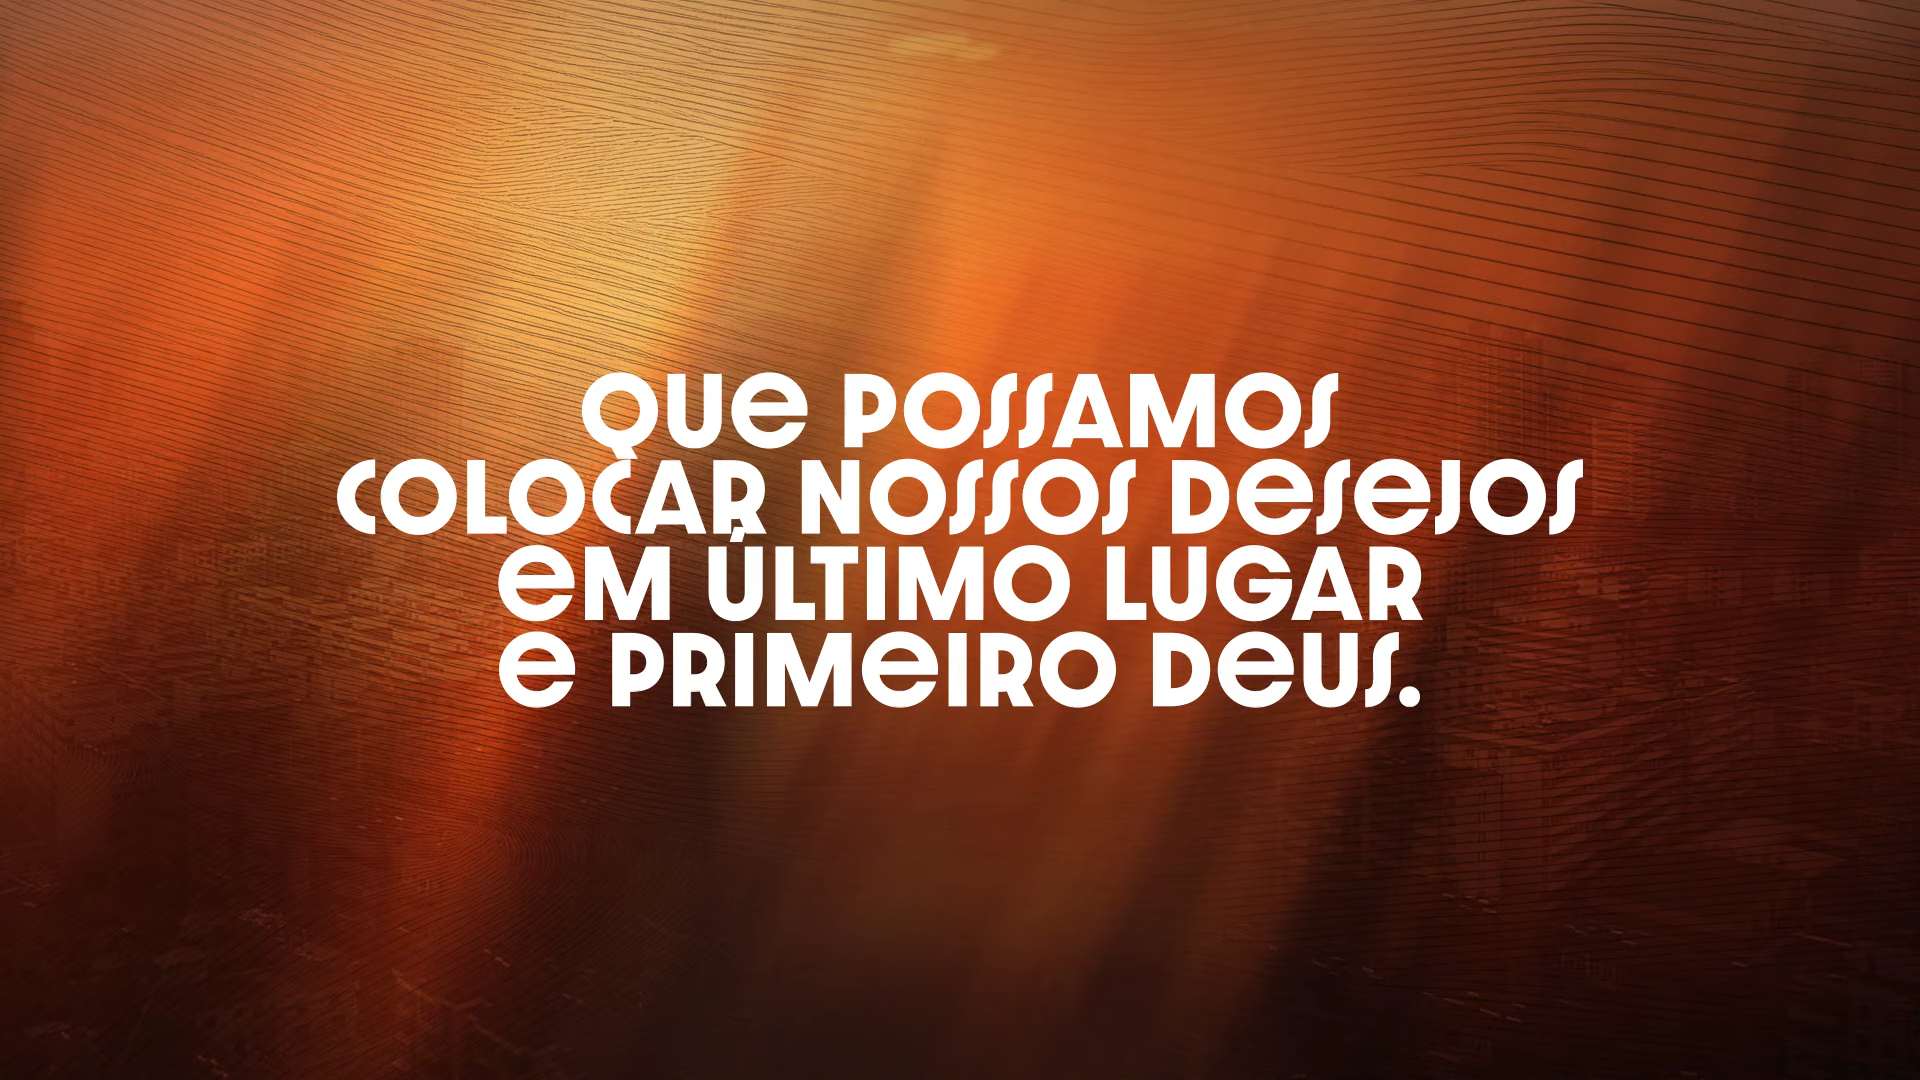 QUe POSSAMOS
COLOCAR NOSSOS DeSeJOS
eM ÚLTIMO LUGAR
e PRIMeIRO DeUS.